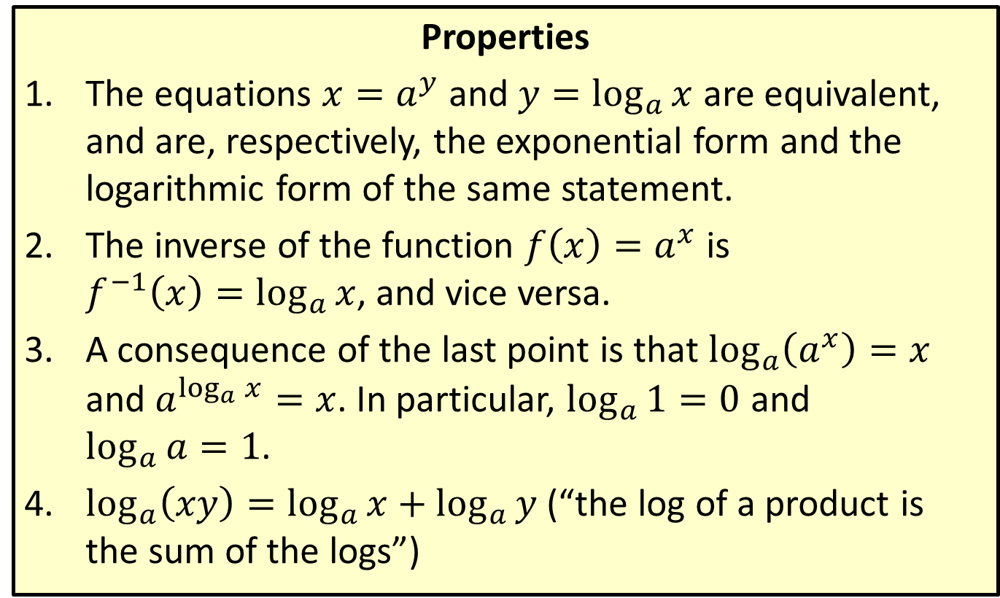 Properties
1. The equations x = a^y and y = log_a x are equivalent,
and are, respectively, the exponential form and the
logarithmic form of the same statement.
2. The inverse of the function f(x) = a^x is
f^{-1}(x) = log_a x, and vice versa.
3. A consequence of the last point is that log_a(a^x) = x
and a^{log_a x} = x. In particular, log_a 1 = 0 and
log_a a = 1.
4. log_a(xy) = log_a x + log_a y (“the log of a product is
the sum of the logs”)